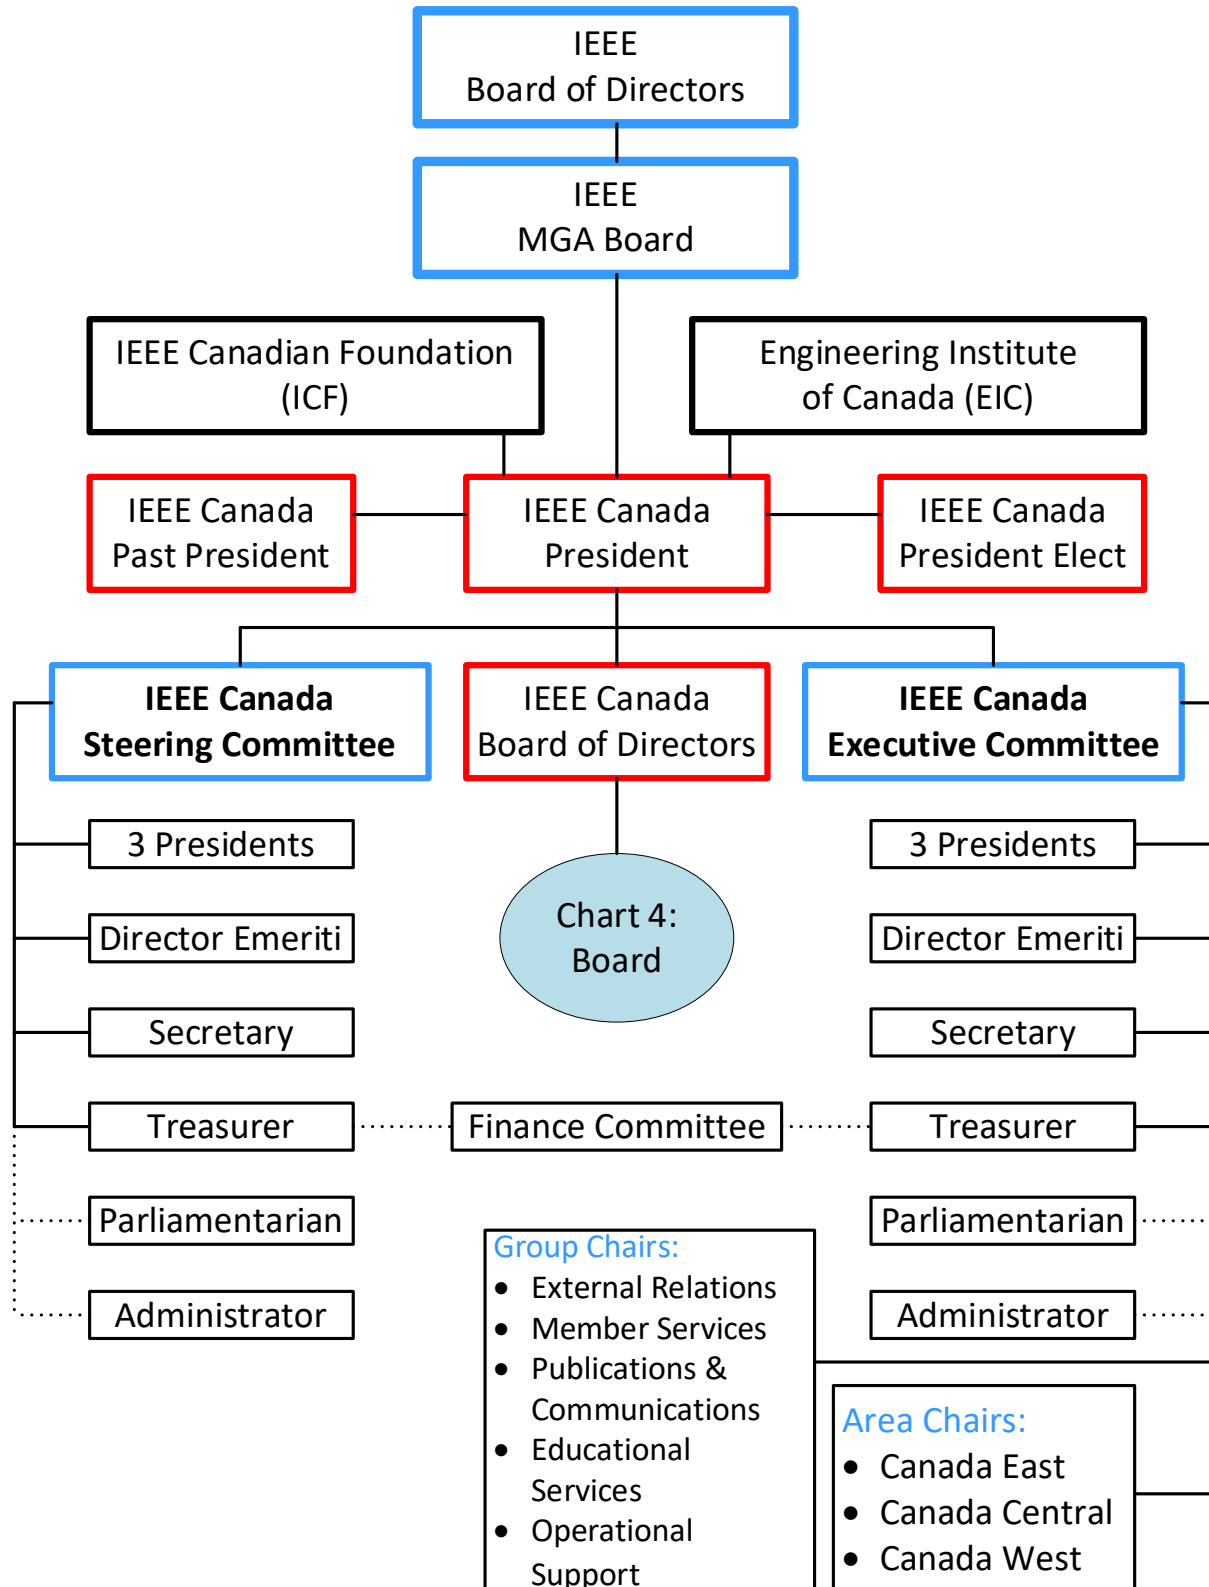 IEEE
Board of Directors
IEEE
MGA Board
IEEE Canadian Foundation
(ICF)
Engineering Institute
of Canada (EIC)
IEEE Canada
Past President
IEEE Canada
President
IEEE Canada
President Elect
IEEE Canada
Steering Committee
IEEE Canada
Board of Directors
IEEE Canada
Executive Committee
3 Presidents
Director Emeriti
Secretary
Treasurer
Parliamentarian
Administrator
Chart 4:
Board
Finance Committee
3 Presidents
Director Emeriti
Secretary
Treasurer
Parliamentarian
Administrator
Group Chairs:
• External Relations
• Member Services
• Publications &
Communications
• Educational
Services
• Operational
Support
Area Chairs:
• Canada East
• Canada Central
• Canada West